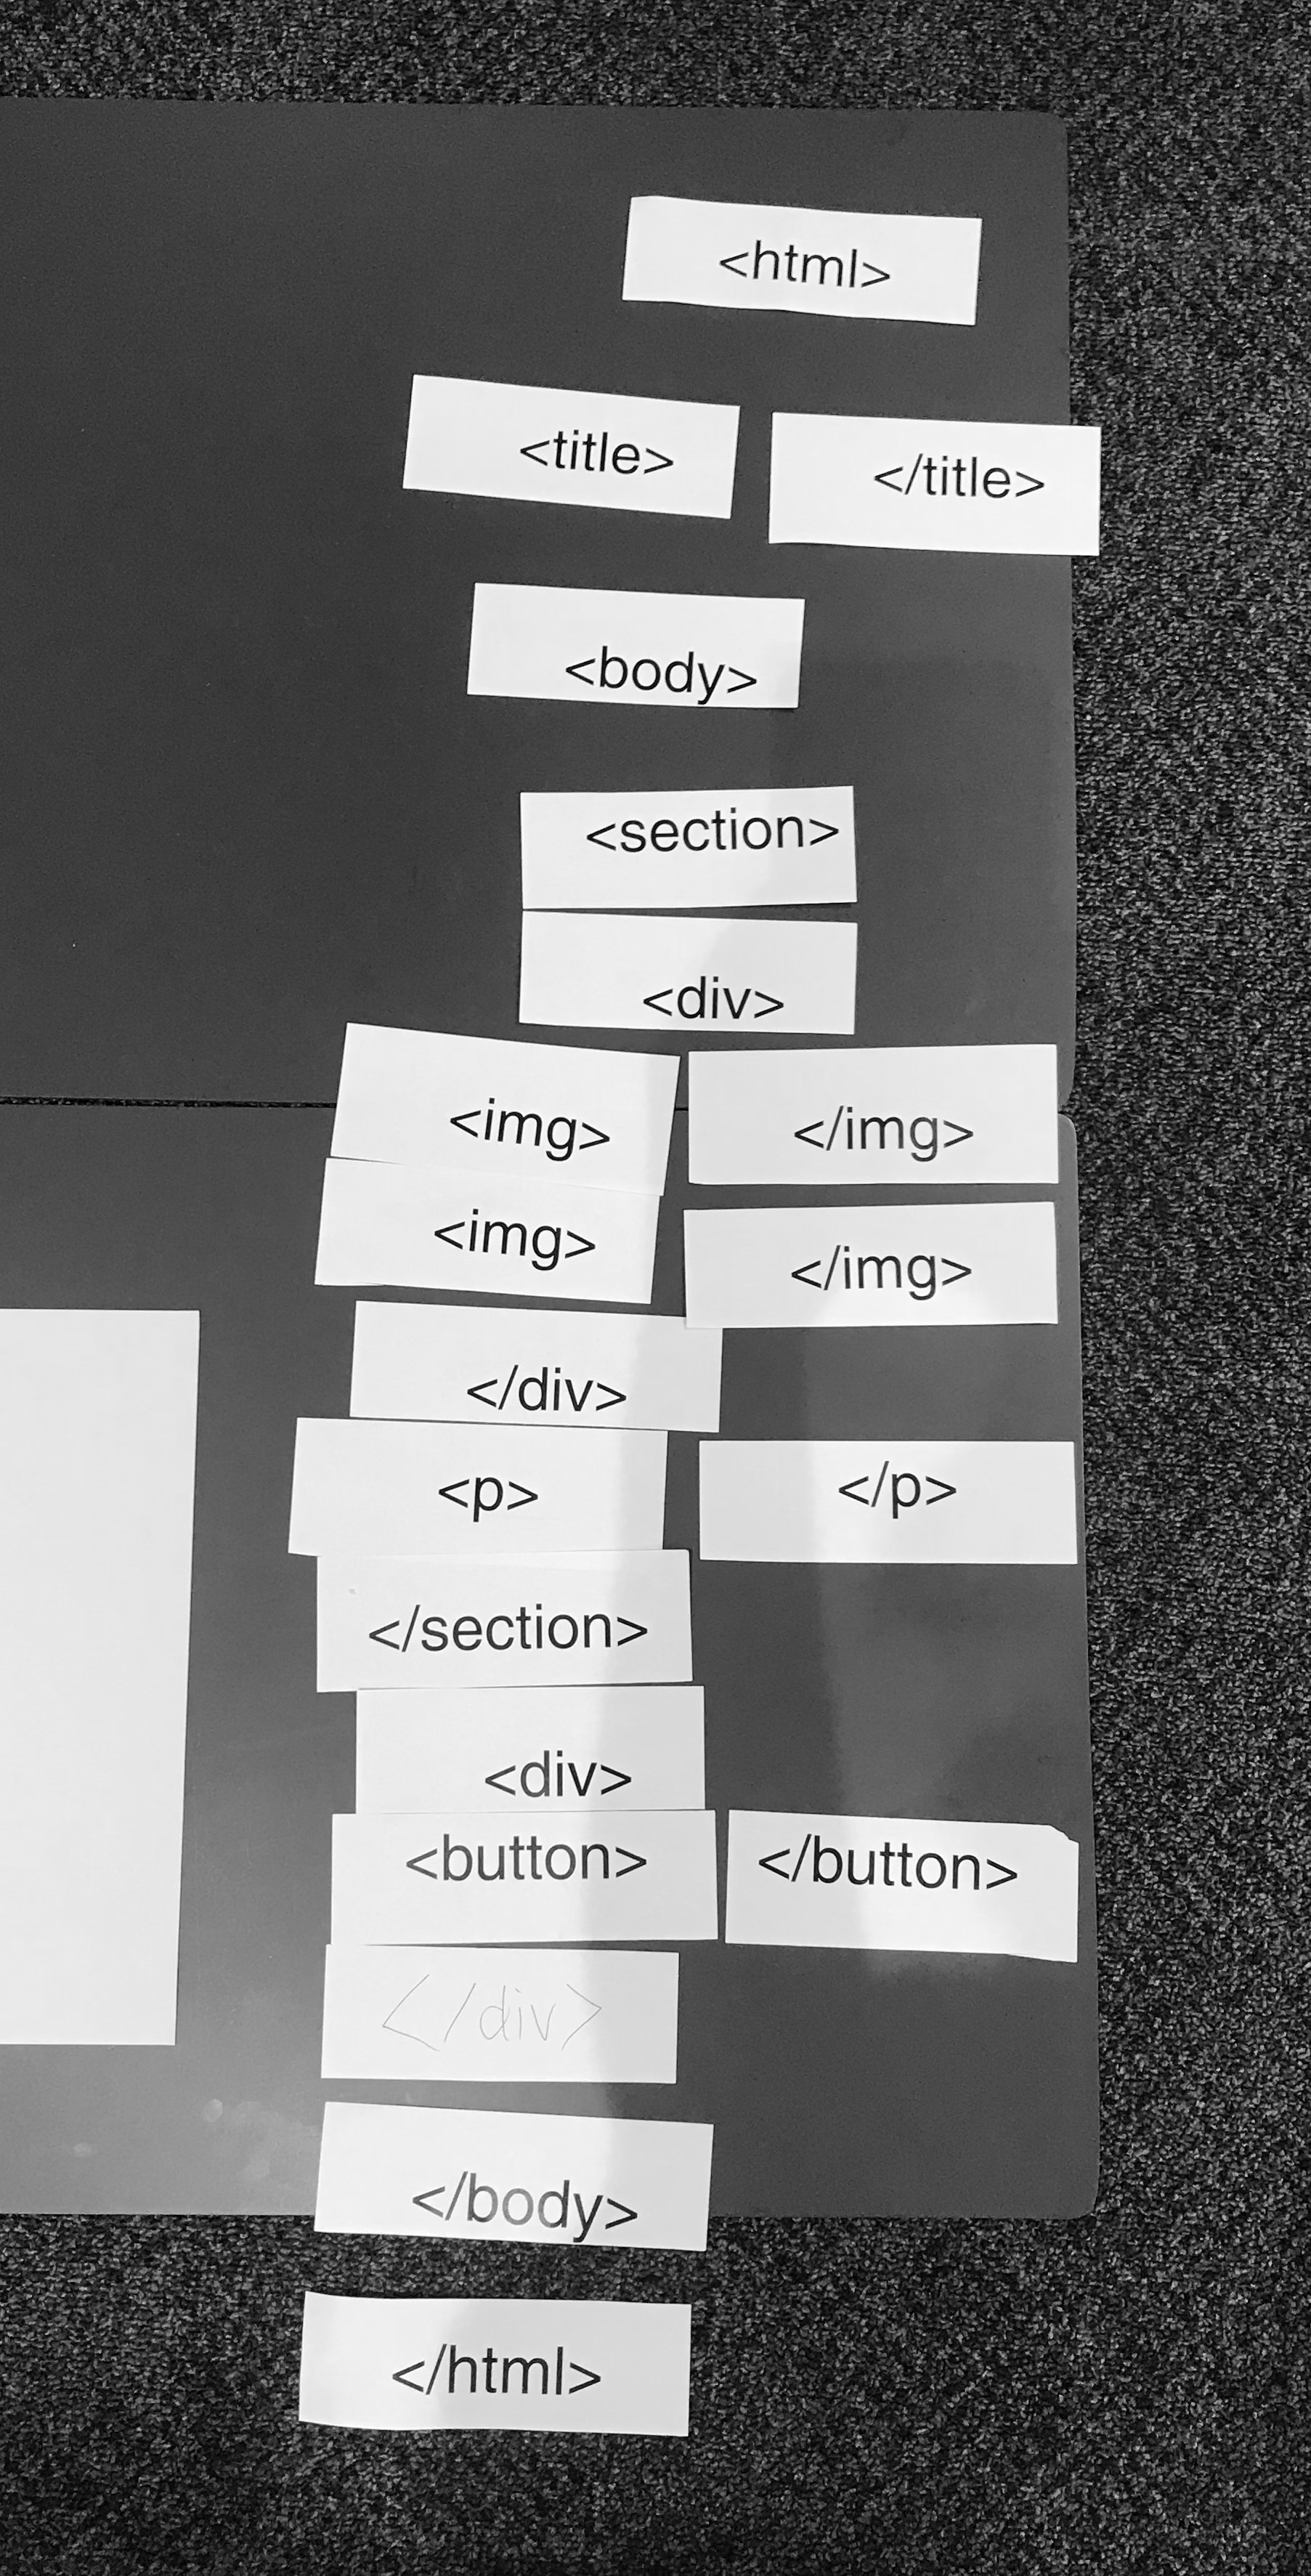 <html>
<title> </title>
<body>
<section>
<div>
<img> </img>
<img> </img>
</div>
<p> </p>
</section>
<div>
<button> </button>
</div>
</body>
</html>